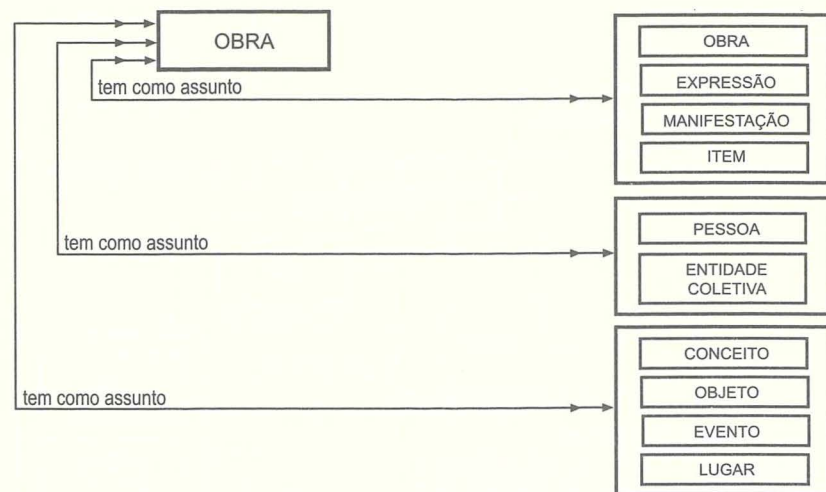 OBRA
tem como assunto
OBRA
EXPRESSÃO
MANIFESTAÇÃO
ITEM
tem como assunto
PESSOA
ENTIDADE
COLETIVA
tem como assunto
CONCEITO
OBJETO
EVENTO
LUGAR